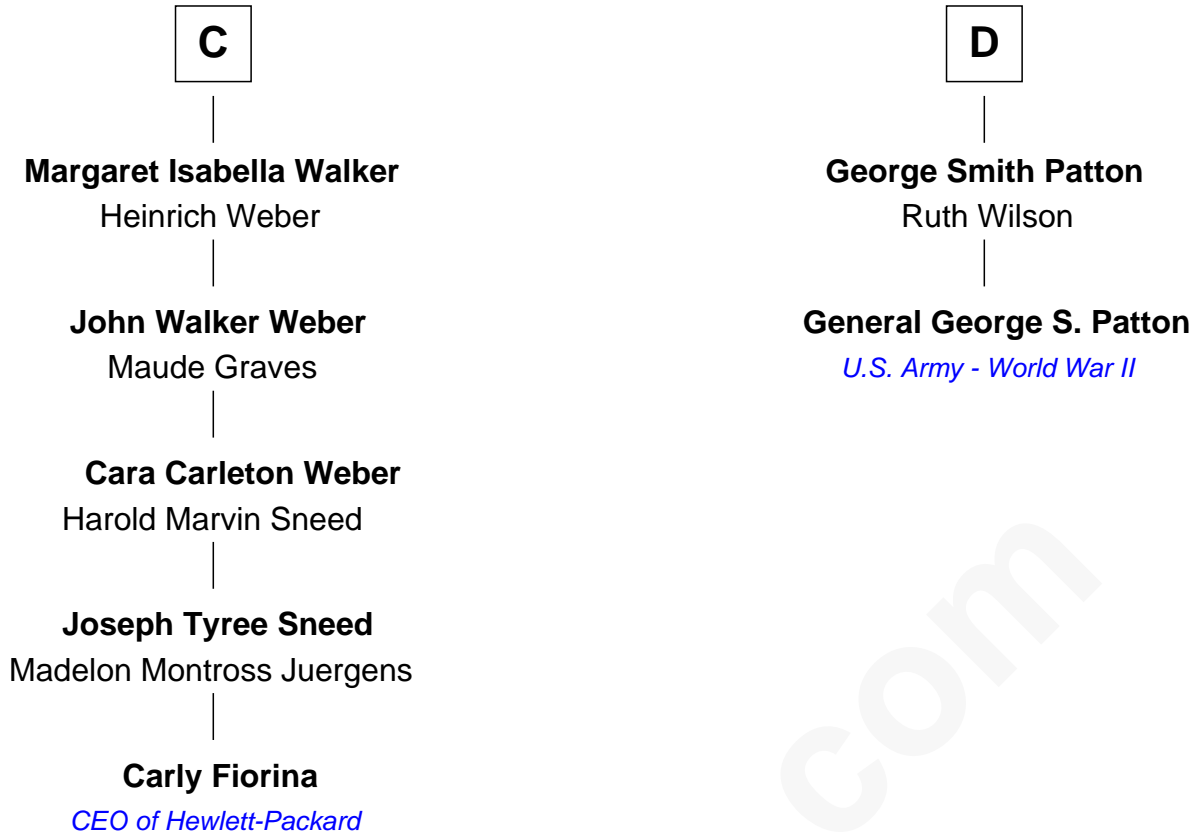 C
Margaret Isabella Walker
Heinrich Weber
John Walker Weber
Maude Graves
Cara Carleton Weber
Harold Marvin Sneed
Joseph Tyree Sneed
Madelon Montross Juergens
Carly Fiorina
CEO of Hewlett-Packard
D
George Smith Patton
Ruth Wilson
General George S. Patton
U.S. Army - World War II
com